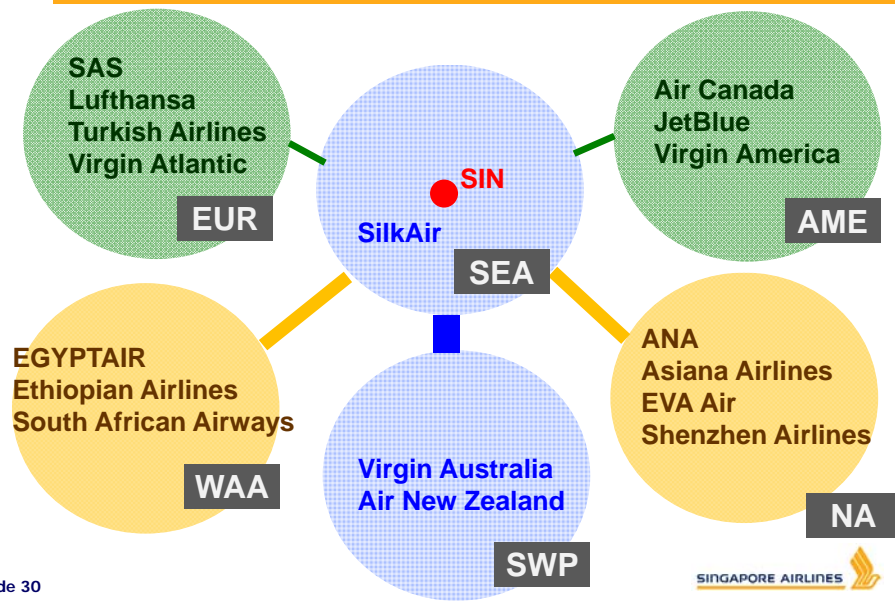 SAS
Lufthansa
Turkish Airlines
Virgin Atlantic
EUR
SIN
SilkAir
SEA
Air Canada
JetBlue
Virgin America
AME
EGYPTAIR
Ethiopian Airlines
South African Airways
WAA
Virgin Australia
Air New Zealand
SWP
ANA
Asiana Airlines
EVA Air
Shenzhen Airlines
NA
de 30
SINGAPORE AIRLINES